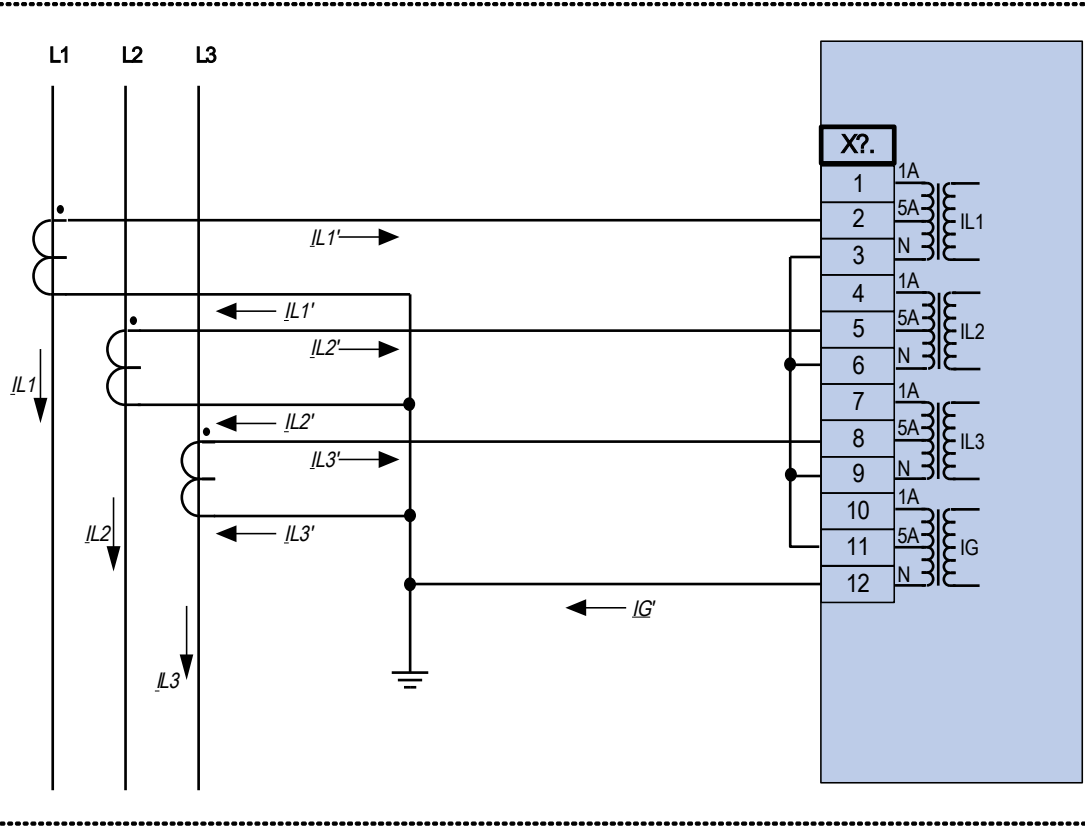 L1 L2 L3
X?.
1 1A
2 5A IL1
3 N
4 1A
5 5A IL2
6 N
7 1A
8 5A IL3
9 N
10 1A
11 5A IG
12 N
IL1'
IL1'
IL2'
IL1
IL2'
IL3'
IL2
IL3'
IG'
IL3